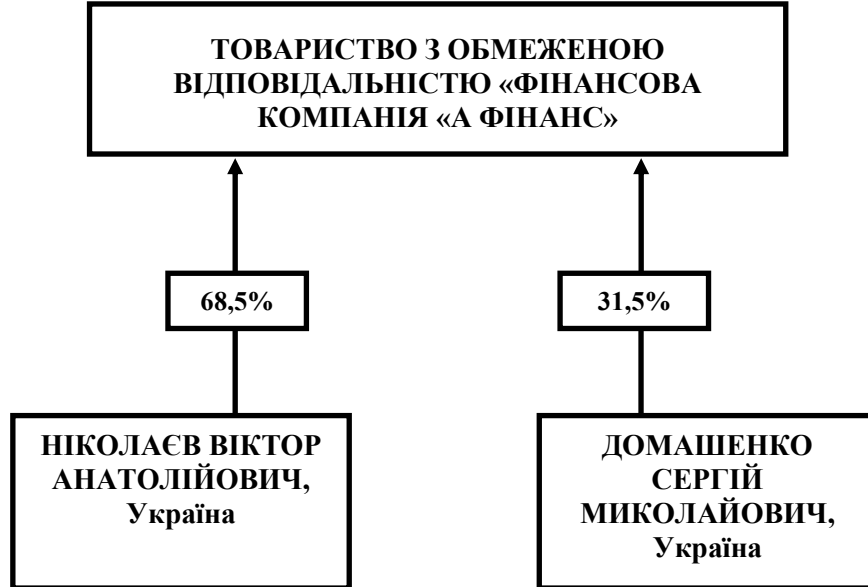 ТОВАРИСТВО З ОБМЕЖЕНОЮ
ВІДПОВІДАЛЬНІСТЮ «ФІНАНСОВА
КОМПАНІЯ «А ФІНАНС»
68,5%
31,5%
НІКОЛАЄВ ВІКТОР
АНАТОЛІЙОВИЧ,
Україна
ДОМАШЕНКО
СЕРГІЙ
МИКОЛАЙОВИЧ,
Україна